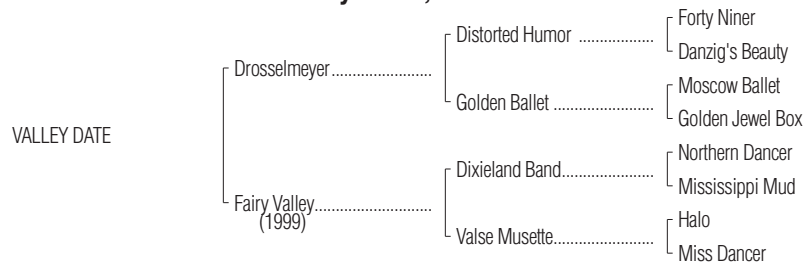 Forty Niner
Distorted Humor ...................
Danzig's Beauty
Drosselmeyer..........................
Moscow Ballet
Golden Ballet .........................
Golden Jewel Box
VALLEY DATE
Northern Dancer
Dixieland Band.......................
Mississippi Mud
Fairy Valley..............................
(1999)
Halo
Valse Musette.........................
Miss Dancer